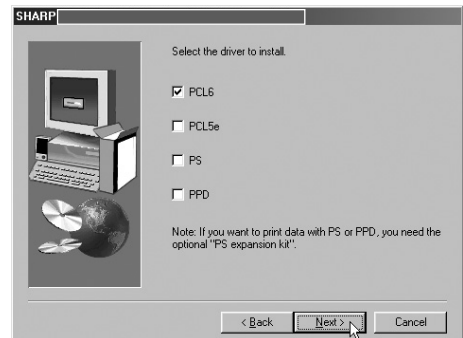 SHARP
Select the driver to install.
PCL6
PCL5e
PS
PPD
Note: If you want to print data with PS or PPD, you need the
optional "PS expansion kit".
< Back
Next >
Cancel